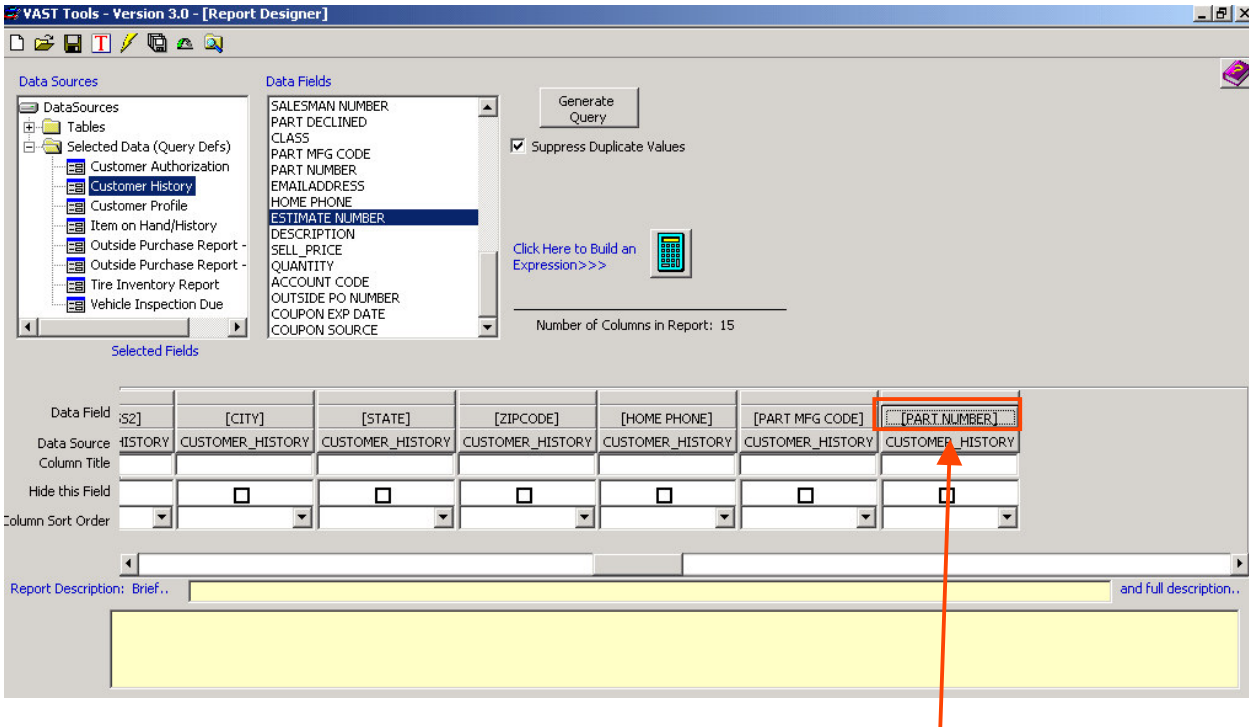 VAST Tools - Version 3.0 - [Report Designer]
Data Sources
DataSources
Tables
Selected Data (Query Defs)
Customer Authorization
Customer History
Customer Profile
Item on Hand/History
Outside Purchase Report -
Outside Purchase Report -
Tire Inventory Report
Vehicle Inspection Due
Data Fields
SALESMAN NUMBER
PART DECLINED
CLASS
PART MFG CODE
PART NUMBER
EMAILADDRESS
HOME PHONE
ESTIMATE NUMBER
DESCRIPTION
SELL_PRICE
QUANTITY
ACCOUNT CODE
OUTSIDE PO NUMBER
COUPON EXP DATE
COUPON SOURCE
Generate
Query
Suppress Duplicate Values
Click Here to Build an
Expression>>>
Number of Columns in Report: 15
Selected Fields
Data Field SS2] [CITY] [STATE] [ZIPCODE] [HOME PHONE] [PART MFG CODE] [PART NUMBER]
Data Source HISTORY CUSTOMER_HISTORY CUSTOMER_HISTORY CUSTOMER_HISTORY CUSTOMER_HISTORY CUSTOMER_HISTORY CUSTOMER_HISTORY
Column Title
Hide this Field
Column Sort Order
Report Description: Brief.. and full description..